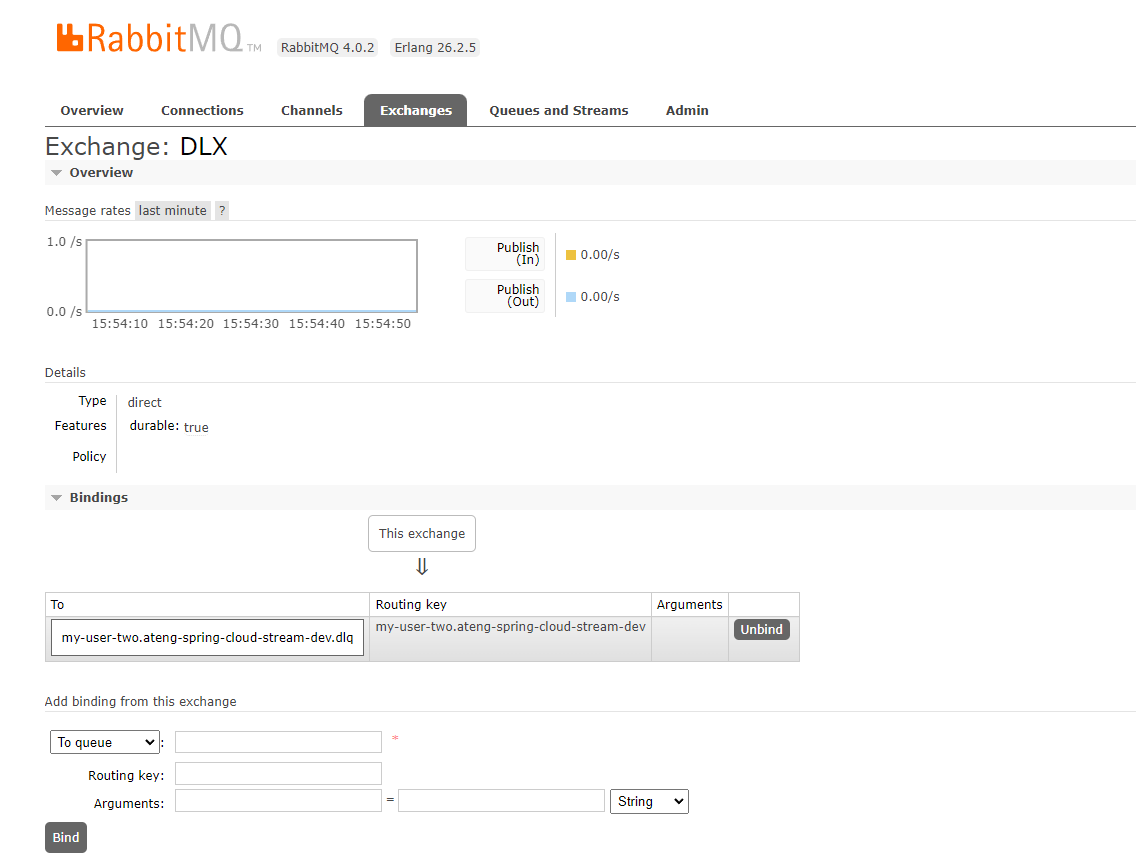 RabbitMQ TM RabbitMQ 4.0.2 Erlang 26.2.5
Overview Connections Channels Exchanges Queues and Streams Admin
Exchange: DLX
Overview
Message rates last minute ?
1.0 /s
0.0 /s
15:54:10 15:54:20 15:54:30 15:54:40 15:54:50
Publish
(In)
0.00/s
Publish
(Out)
0.00/s
Details
Type direct
Features durable: true
Policy
Bindings
This exchange
⇓
To Routing key Arguments
my-user-two.ateng-spring-cloud-stream-dev.dlq my-user-two.ateng-spring-cloud-stream-dev Unbind
Add binding from this exchange
To queue : *
Routing key:
Arguments: = String
Bind